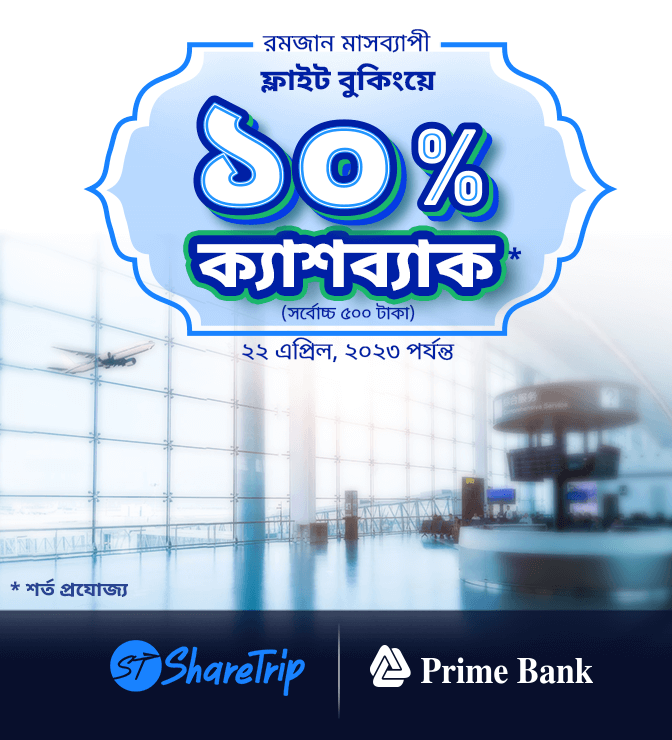 রমজান মাসব্যাপী
ফ্লাইট বুকিংয়ে
১০%
ক্যাশব্যাক*
(সর্বোচ্চ ৫০০ টাকা)
২২ এপ্রিল, ২০২৩ পর্যন্ত
* শর্ত প্রযোজ্য
ST ShareTrip
Prime Bank